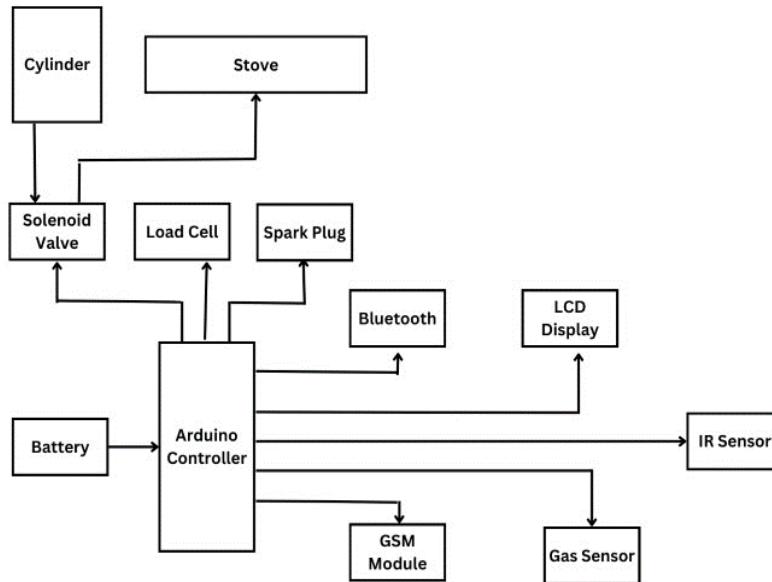 Cylinder
Stove
Solenoid
Valve
Load Cell
Spark Plug
Bluetooth
LCD
Display
Battery
Arduino
Controller
IR Sensor
GSM
Module
Gas Sensor